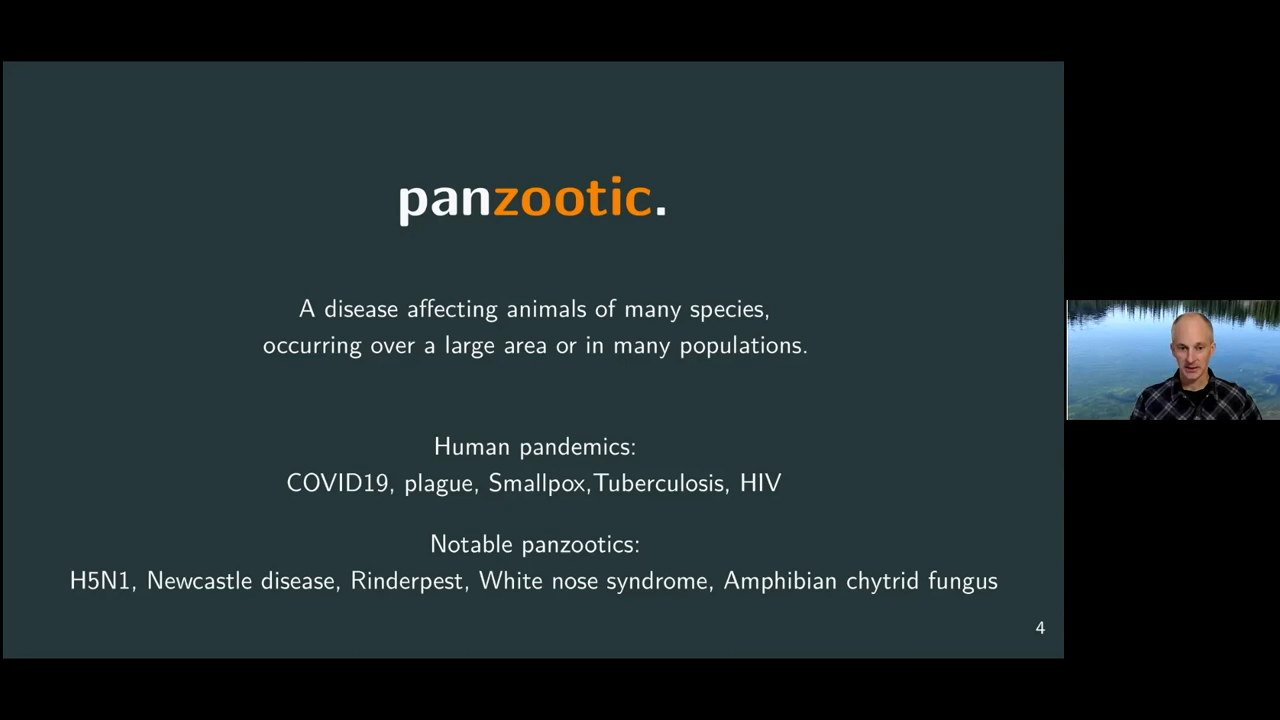 panzootic.
A disease affecting animals of many species,
occurring over a large area or in many populations.
Human pandemics:
COVID19, plague, Smallpox,Tuberculosis, HIV
Notable panzootics:
H5N1, Newcastle disease, Rinderpest, White nose syndrome, Amphibian chytrid fungus
4